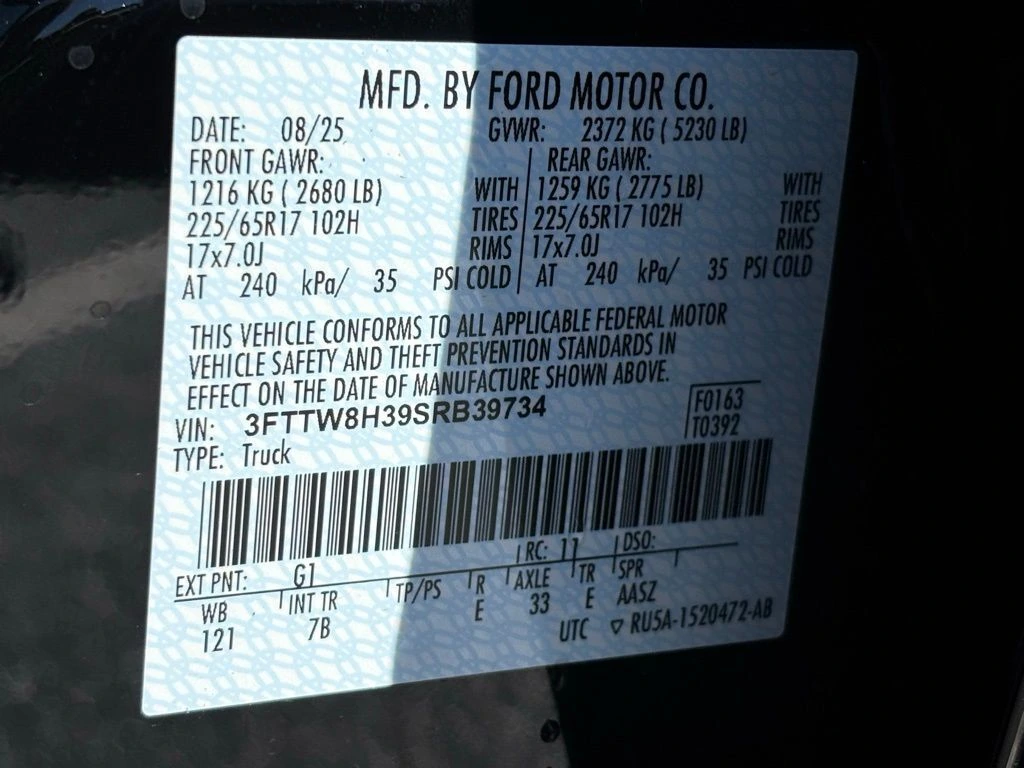 MFD. BY FORD MOTOR CO.
DATE: 08/25 GVWR: 2372 KG ( 5230 LB)
FRONT GAWR: REAR GAWR:
1216 KG ( 2680 LB) WITH 1259 KG ( 2775 LB) WITH
225/65R17 102H TIRES 225/65R17 102H TIRES
17x7.0J RIMS 17x7.0J RIMS
AT 240 kPa/ 35 PSI COLD AT 240 kPa/ 35 PSI COLD
THIS VEHICLE CONFORMS TO ALL APPLICABLE FEDERAL MOTOR
VEHICLE SAFETY AND THEFT PREVENTION STANDARDS IN
EFFECT ON THE DATE OF MANUFACTURE SHOWN ABOVE.
VIN: 3FTTW8H39SRB39734 F0163
TYPE: Truck T0392
EXT PNT: G1 RC: 11 DSO:
WB INT TR TP/PS R AXLE TR SPR
121 7B E 33 E AASZ
UTC ▽ RU5A-1520472-AB